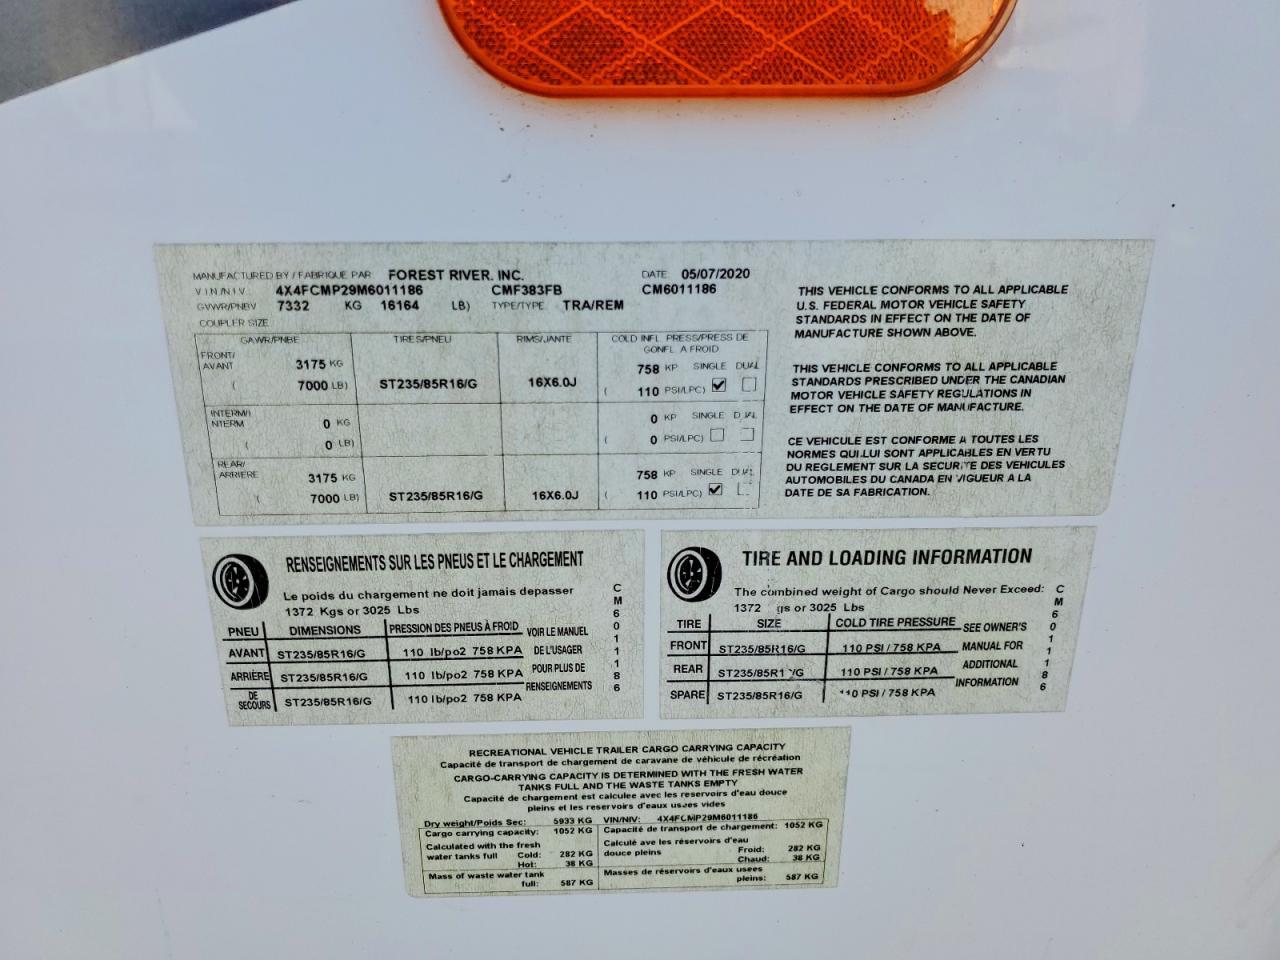 MANUFACTURED BY / FABRIQUE PAR FOREST RIVER, INC. DATE 05/07/2020
V.I.N./N.I.V. 4X4FCMP29M6011186 CMF383FB CM6011186
GVWR/PNBV 7332 KG 16164 LB) TYPE/TYPE TRA/REM
COUPLER SIZE
GAWR/PNBE TIRES/PNEU RIMS/JANTE COLD INFL PRESS/PRESS DE
GONFL A FROID
FRONT/
AVANT 3175 KG 758 KP SINGLE DUAL
( 7000 LB) ST235/85R16/G 16X6.0J ( 110 PSI/LPC) ☑ ☐
INTERM/I
NTERM 0 KG 0 KP SINGLE DUAL
( 0 LB) ( 0 PSI/LPC) ☐ ☐
REAR/
ARRIERE 3175 KG 758 KP SINGLE DUAL
( 7000 LB) ST235/85R16/G 16X6.0J ( 110 PSI/LPC) ☑ ☐
THIS VEHICLE CONFORMS TO ALL APPLICABLE
U.S. FEDERAL MOTOR VEHICLE SAFETY
STANDARDS IN EFFECT ON THE DATE OF
MANUFACTURE SHOWN ABOVE.
THIS VEHICLE CONFORMS TO ALL APPLICABLE
STANDARDS PRESCRIBED UNDER THE CANADIAN
MOTOR VEHICLE SAFETY REGULATIONS IN
EFFECT ON THE DATE OF MANUFACTURE.
CE VEHICULE EST CONFORME A TOUTES LES
NORMES QUI LUI SONT APPLICABLES EN VERTU
DU REGLEMENT SUR LA SECURITE DES VEHICULES
AUTOMOBILES DU CANADA EN VIGUEUR A LA
DATE DE SA FABRICATION.
RENSEIGNEMENTS SUR LES PNEUS ET LE CHARGEMENT
Le poids du chargement ne doit jamais depasser
1372 Kgs or 3025 Lbs
PNEU DIMENSIONS PRESSION DES PNEUS À FROID VOIR LE MANUEL
AVANT ST235/85R16/G 110 lb/po2 758 KPA DE L'USAGER
ARRIÈRE ST235/85R16/G 110 lb/po2 758 KPA POUR PLUS DE
DE
SECOURS ST235/85R16/G 110 lb/po2 758 KPA RENSEIGNEMENTS
CM6011186
TIRE AND LOADING INFORMATION
The combined weight of Cargo should Never Exceed:
1372 gs or 3025 Lbs
TIRE SIZE COLD TIRE PRESSURE SEE OWNER'S
FRONT ST235/85R16/G 110 PSI / 758 KPA MANUAL FOR
REAR ST235/85R1 /G 110 PSI / 758 KPA ADDITIONAL
SPARE ST235/85R16/G 110 PSI / 758 KPA INFORMATION
CM6011186
RECREATIONAL VEHICLE TRAILER CARGO CARRYING CAPACITY
Capacité de transport de chargement de caravane de véhicule de récréation
CARGO-CARRYING CAPACITY IS DETERMINED WITH THE FRESH WATER
TANKS FULL AND THE WASTE TANKS EMPTY
Capacité de chargement est calculee avec les reservoirs d'eau douce
pleins et les reservoirs d'eaux usees vides
Dry weight/Poids Sec: 5933 KG VIN/NIV: 4X4FCMP29M6011186
Cargo carrying capacity: 1052 KG Capacité de transport de chargement: 1052 KG
Calculated with the fresh
water tanks full Cold: 282 KG
Hot: 38 KG
Calculé ave les réservoirs d'eau
douce pleins Froid: 282 KG
Chaud: 38 KG
Mass of waste water tank
full: 587 KG
Masses de réservoirs d'eaux usees
pleins: 587 KG